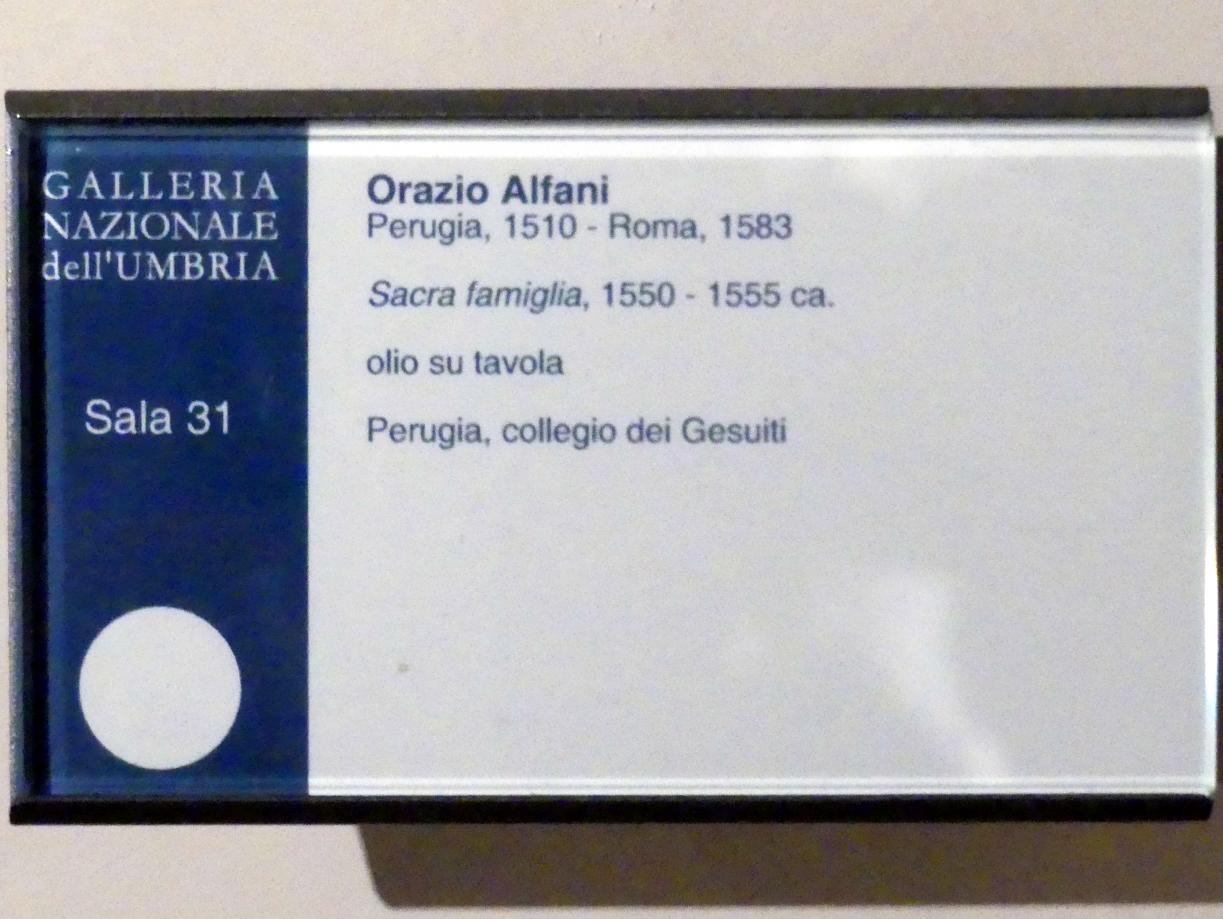 GALLERIA
NAZIONALE
dell'UMBRIA
Sala 31
Orazio Alfani
Perugia, 1510 - Roma, 1583
Sacra famiglia, 1550 - 1555 ca.
olio su tavola
Perugia, collegio dei Gesuiti